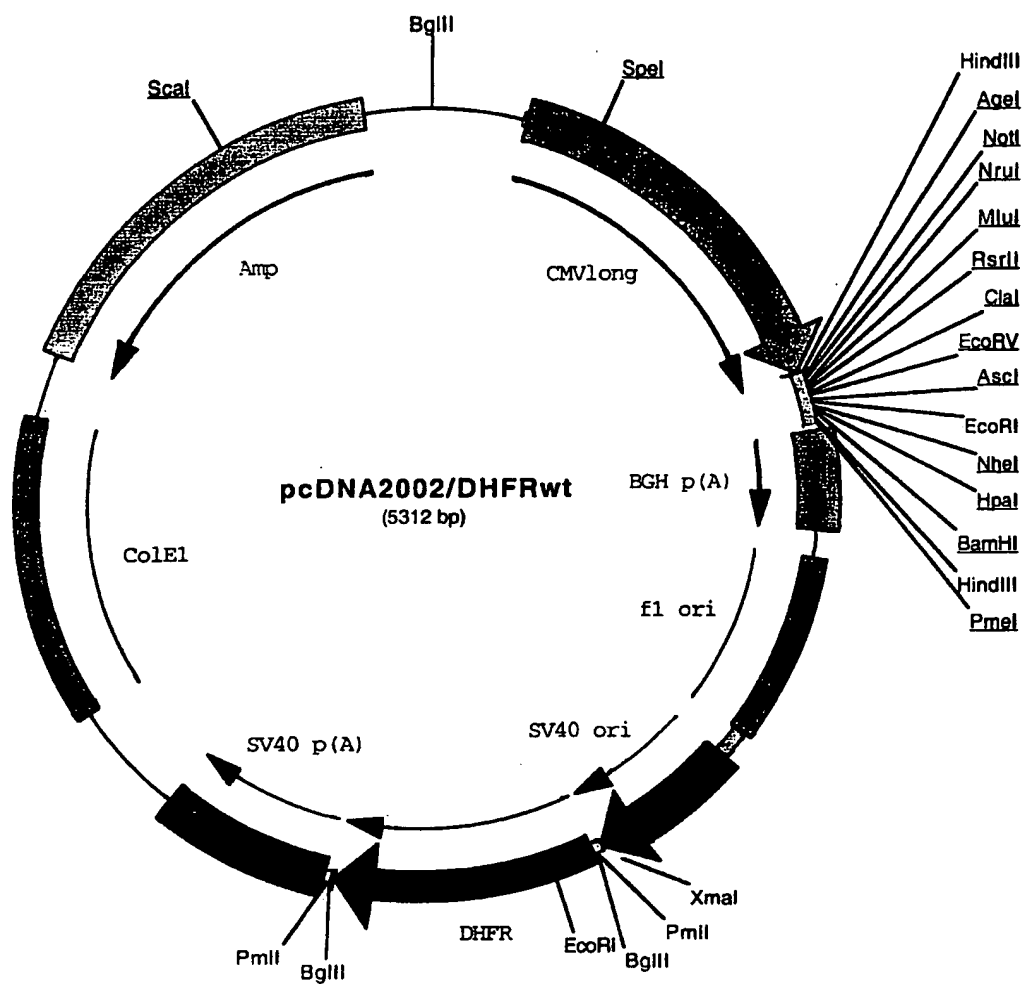 BglII
ScaI
SpeI
HindIII
AgeI
NotI
NruI
MluI
RsrII
ClaI
EcoRV
AscI
EcoRI
NheI
HpaI
BamHI
HindIII
PmeI
Amp
CMVlong
pcDNA2002/DHFRwt
(5312 bp)
BGH p(A)
ColE1
f1 ori
SV40 ori
SV40 p(A)
XmaI
PmlI
BglII
EcoRI
DHFR
BglII
PmlI